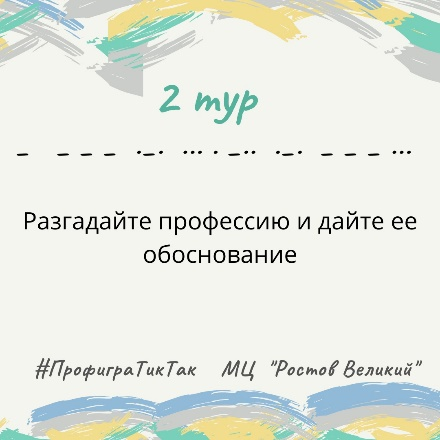 2 тур
– – – – ·–· ··· · –·· ·–· – – – ···
Разгадайте профессию и дайте ее
обоснование
#ПрофиграТикТак МЦ "Ростов Великий"